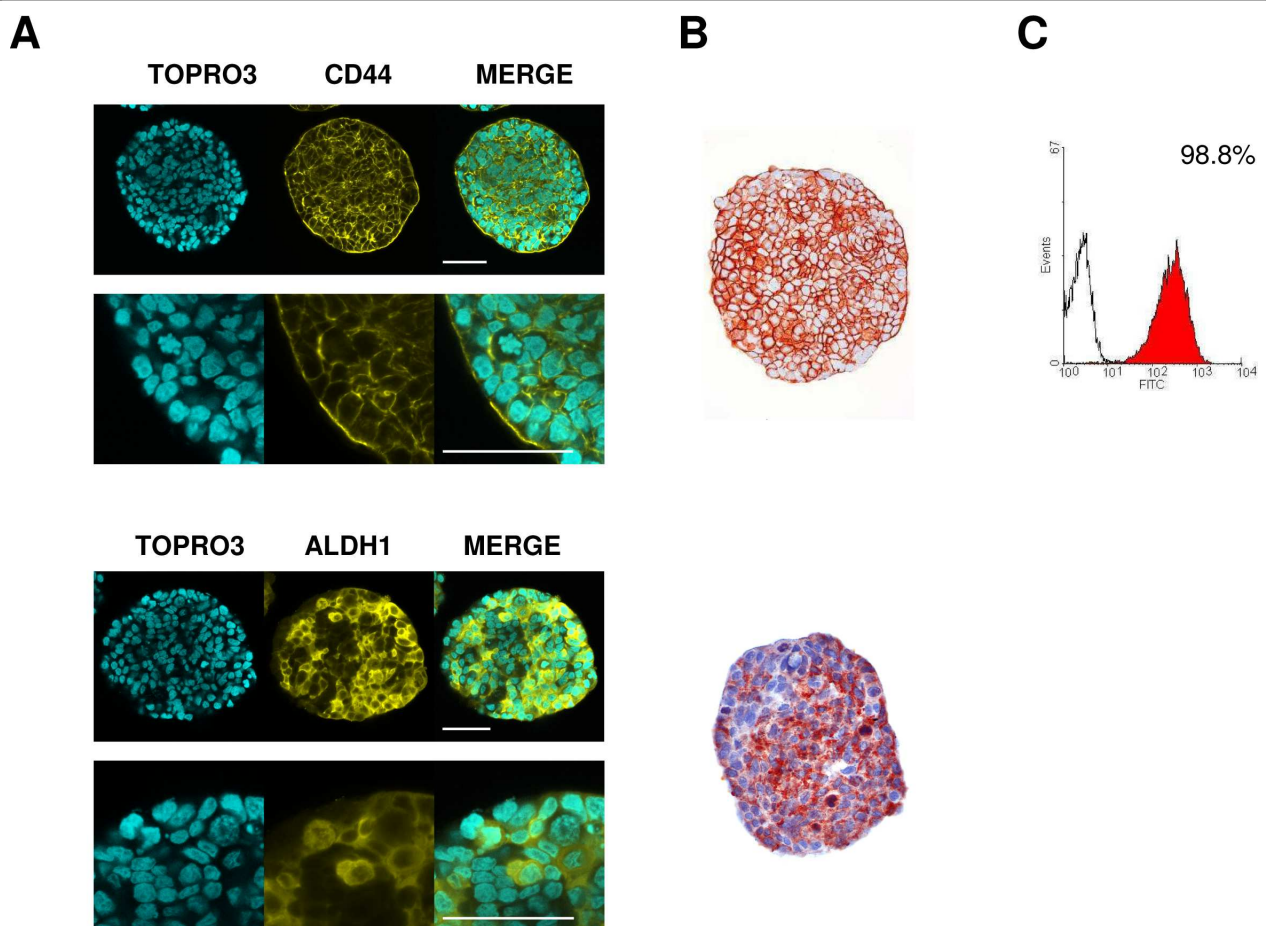 A
B
C
TOPRO3 CD44 MERGE
98.8%
67
Events
0
10⁰ 10¹ 10² 10³ 10⁴
FITC
TOPRO3 ALDH1 MERGE